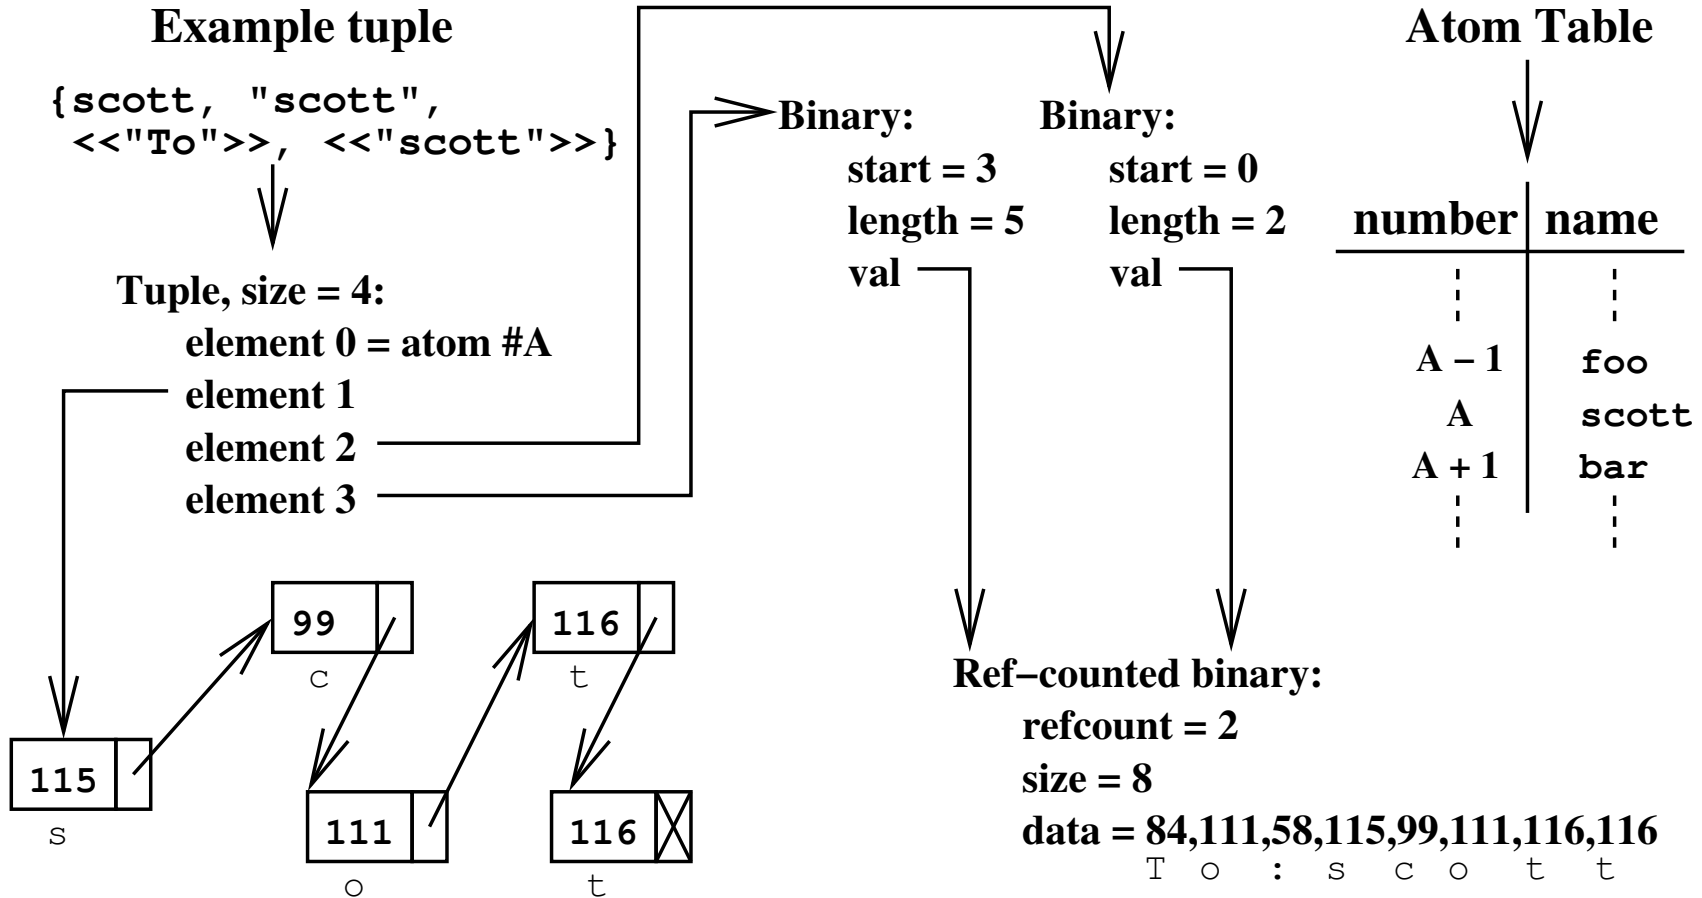 Example tuple
{scott, "scott",
<<"To">>, <<"scott">>}
Tuple, size = 4:
element 0 = atom #A
element 1
element 2
element 3
99
c
116
t
115
s
111
o
116
t
Binary:
start = 3
length = 5
val
Binary:
start = 0
length = 2
val
Ref−counted binary:
refcount = 2
size = 8
data = 84,111,58,115,99,111,116,116
T o : s c o t t
Atom Table
number name
A − 1 foo
A scott
A + 1 bar